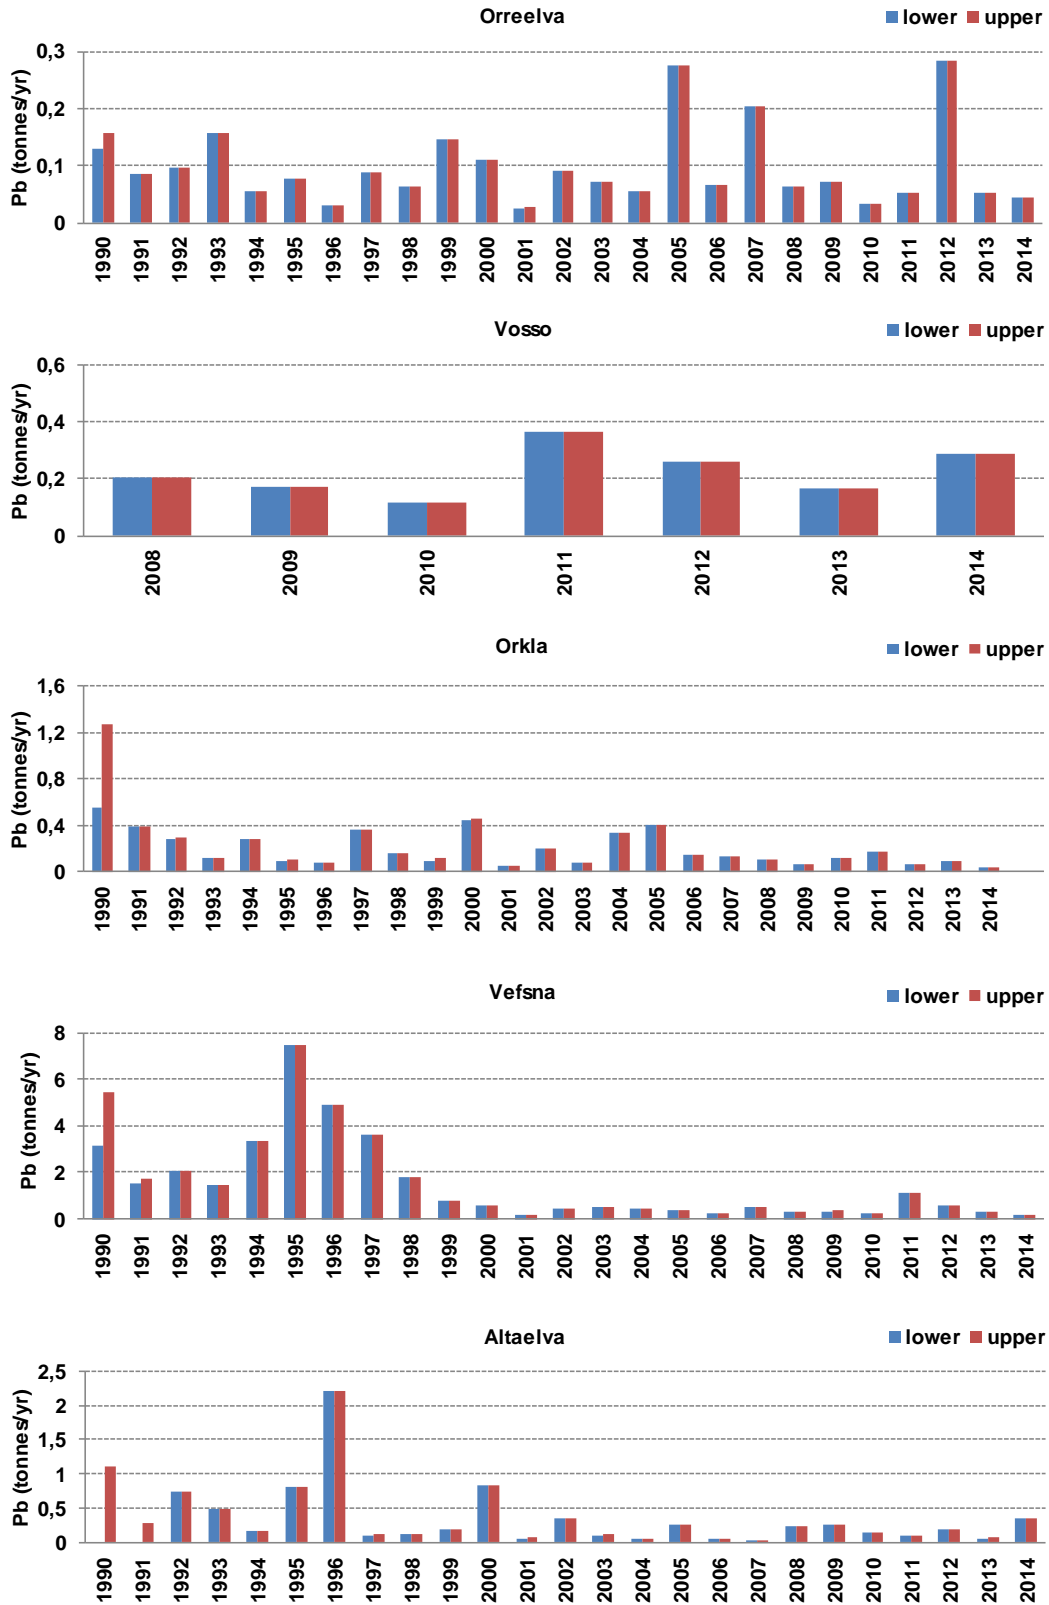 Orreelva
lower upper
Pb (tonnes/yr)
0,3
0,2
0,1
0
1990 1991 1992 1993 1994 1995 1996 1997 1998 1999 2000 2001 2002 2003 2004 2005 2006 2007 2008 2009 2010 2011 2012 2013 2014
Vosso
lower upper
Pb (tonnes/yr)
0,6
0,4
0,2
0
2008 2009 2010 2011 2012 2013 2014
Orkla
lower upper
Pb (tonnes/yr)
1,6
1,2
0,8
0,4
0
1990 1991 1992 1993 1994 1995 1996 1997 1998 1999 2000 2001 2002 2003 2004 2005 2006 2007 2008 2009 2010 2011 2012 2013 2014
Vefsna
lower upper
Pb (tonnes/yr)
8
6
4
2
0
1990 1991 1992 1993 1994 1995 1996 1997 1998 1999 2000 2001 2002 2003 2004 2005 2006 2007 2008 2009 2010 2011 2012 2013 2014
Altaelva
lower upper
Pb (tonnes/yr)
2,5
2
1,5
1
0,5
0
1990 1991 1992 1993 1994 1995 1996 1997 1998 1999 2000 2001 2002 2003 2004 2005 2006 2007 2008 2009 2010 2011 2012 2013 2014